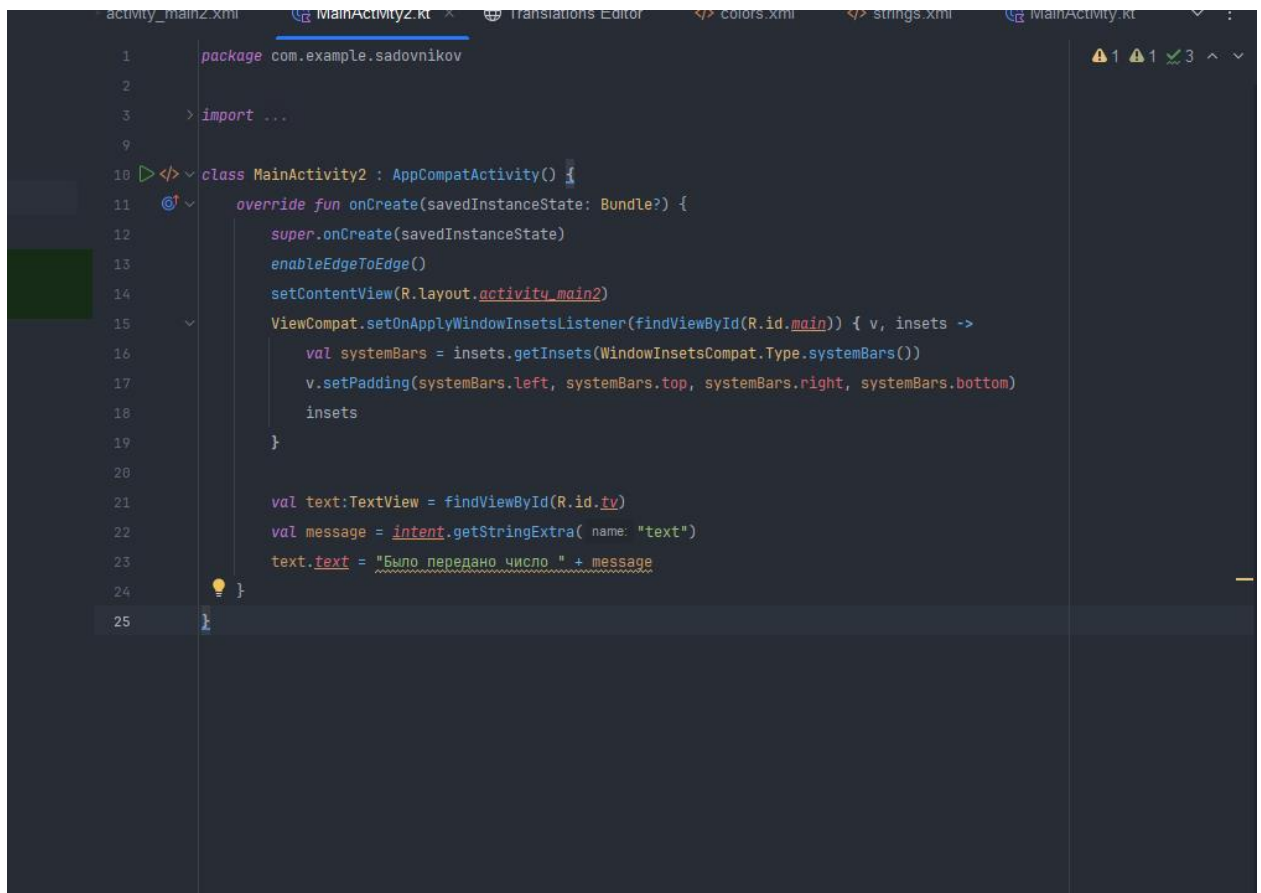 activity_main2.xml MainActivity2.kt × Translations Editor </> colors.xml </> strings.xml MainActivity.kt
1 package com.example.sadovnikov 1 1 3
2
3 import ...
9
10 class MainActivity2 : AppCompatActivity() {
11 override fun onCreate(savedInstanceState: Bundle?) {
12 super.onCreate(savedInstanceState)
13 enableEdgeToEdge()
14 setContentView(R.layout.activity_main2)
15 ViewCompat.setOnApplyWindowInsetsListener(findViewById(R.id.main)) { v, insets ->
16 val systemBars = insets.getInsets(WindowInsetsCompat.Type.systemBars())
17 v.setPadding(systemBars.left, systemBars.top, systemBars.right, systemBars.bottom)
18 insets
19 }
20
21 val text:TextView = findViewById(R.id.tv)
22 val message = intent.getStringExtra( name: "text")
23 text.text = "Было передано число " + message
24 }
25 }